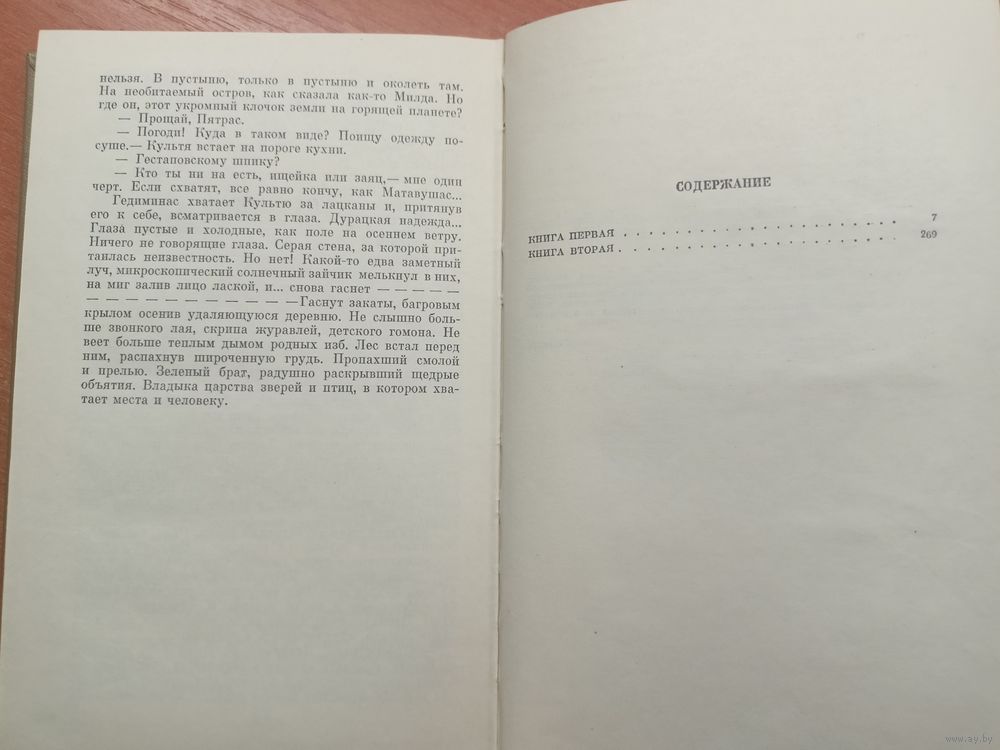 нельзя. В пустыню, только в пустыню и околеть там.
На необитаемый остров, как сказала как-то Милда. Но
где он, этот укромный клочок земли на горящей планете?
— Прощай, Пятрас.
— Погоди! Куда в таком виде? Поищу одежду по-
суше.— Культя встает на пороге кухни.
— Гестаповскому шпику?
— Кто ты ни на есть, ищейка или заяц,— мне один
черт. Если схватят, все равно кончу, как Матавушас...
Гедиминас хватает Культю за лацканы и, притянув
его к себе, всматривается в глаза. Дурацкая надежда...
Глаза пустые и холодные, как поле на осеннем ветру.
Ничего не говорящие глаза. Серая стена, за которой при-
таилась неизвестность. Но нет! Какой-то едва заметный
луч, микроскопический солнечный зайчик мелькнул в них,
на миг залив лицо лаской, и... снова гаснет — — — — —
— — — — — — — — — — — —Гаснут закаты, багровым
крылом осенив удаляющуюся деревню. Не слышно боль-
ше звонкого лая, скрипа журавлей, детского гомона. Не
веет больше теплым дымом родных изб. Лес встал перед
ним, распахнув широченную грудь. Пропахший смолой
и прелью. Зеленый брат, радушно раскрывший щедрые
объятия. Владыка царства зверей и птиц, в котором хва-
тает места и человеку.
СОДЕРЖАНИЕ
КНИГА ПЕРВАЯ . . . . . . . . . . . . . . . . 7
КНИГА ВТОРАЯ . . . . . . . . . . . . . . . . 269
www.ay.by